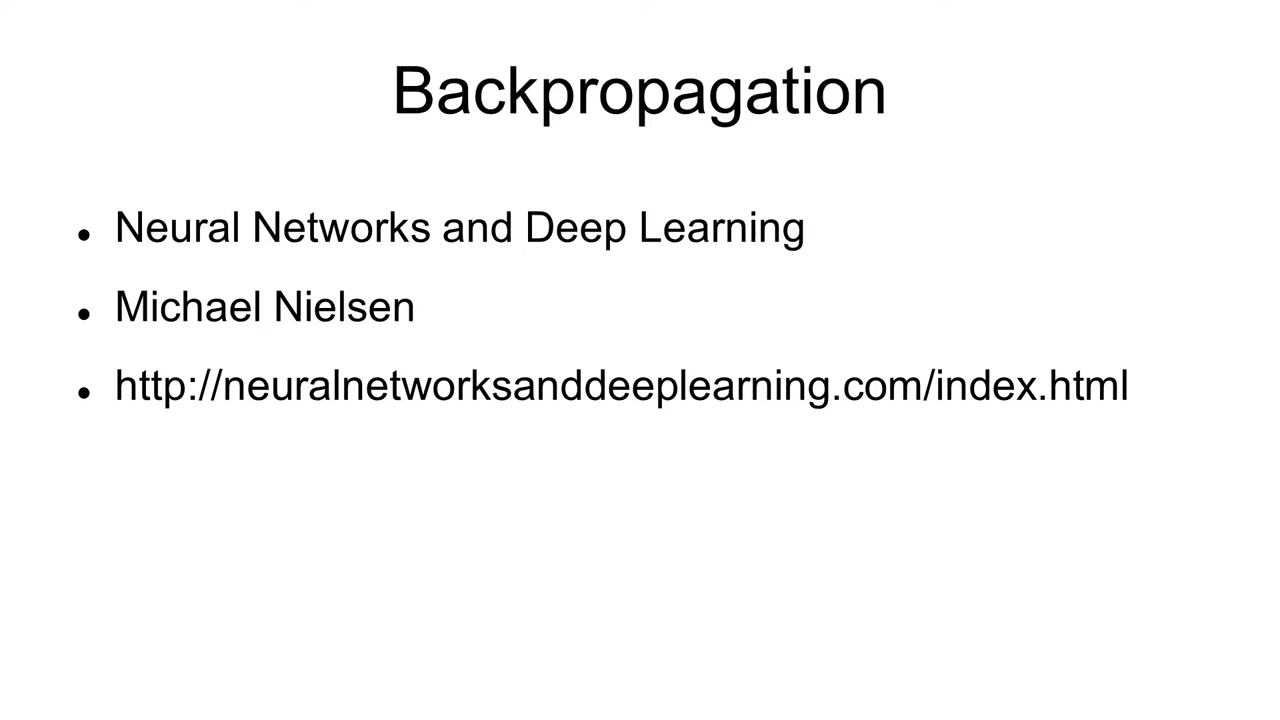 Backpropagation
● Neural Networks and Deep Learning
● Michael Nielsen
● http://neuralnetworksanddeeplearning.com/index.html